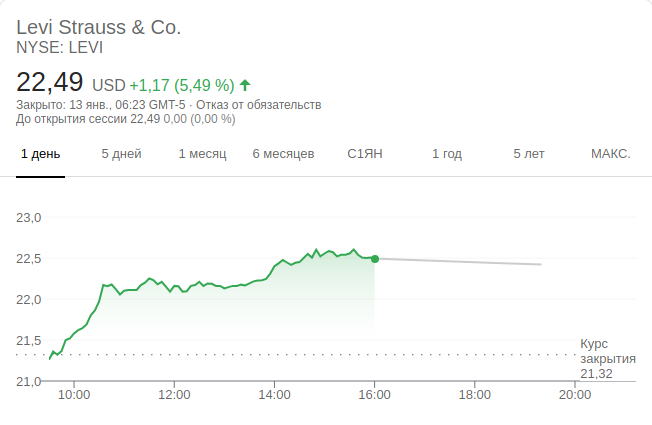 Levi Strauss & Co.
NYSE: LEVI
22,49 USD +1,17 (5,49 %)
Закрыто: 13 янв., 06:23 GMT-5 · Отказ от обязательств
До открытия сессии 22,49 0,00 (0,00 %)
1 день 5 дней 1 месяц 6 месяцев С1ЯН 1 год 5 лет МАКС.
23,0
22,5
22,0
21,5
21,0
Курс
закрытия
21,32
10:00 12:00 14:00 16:00 18:00 20:00